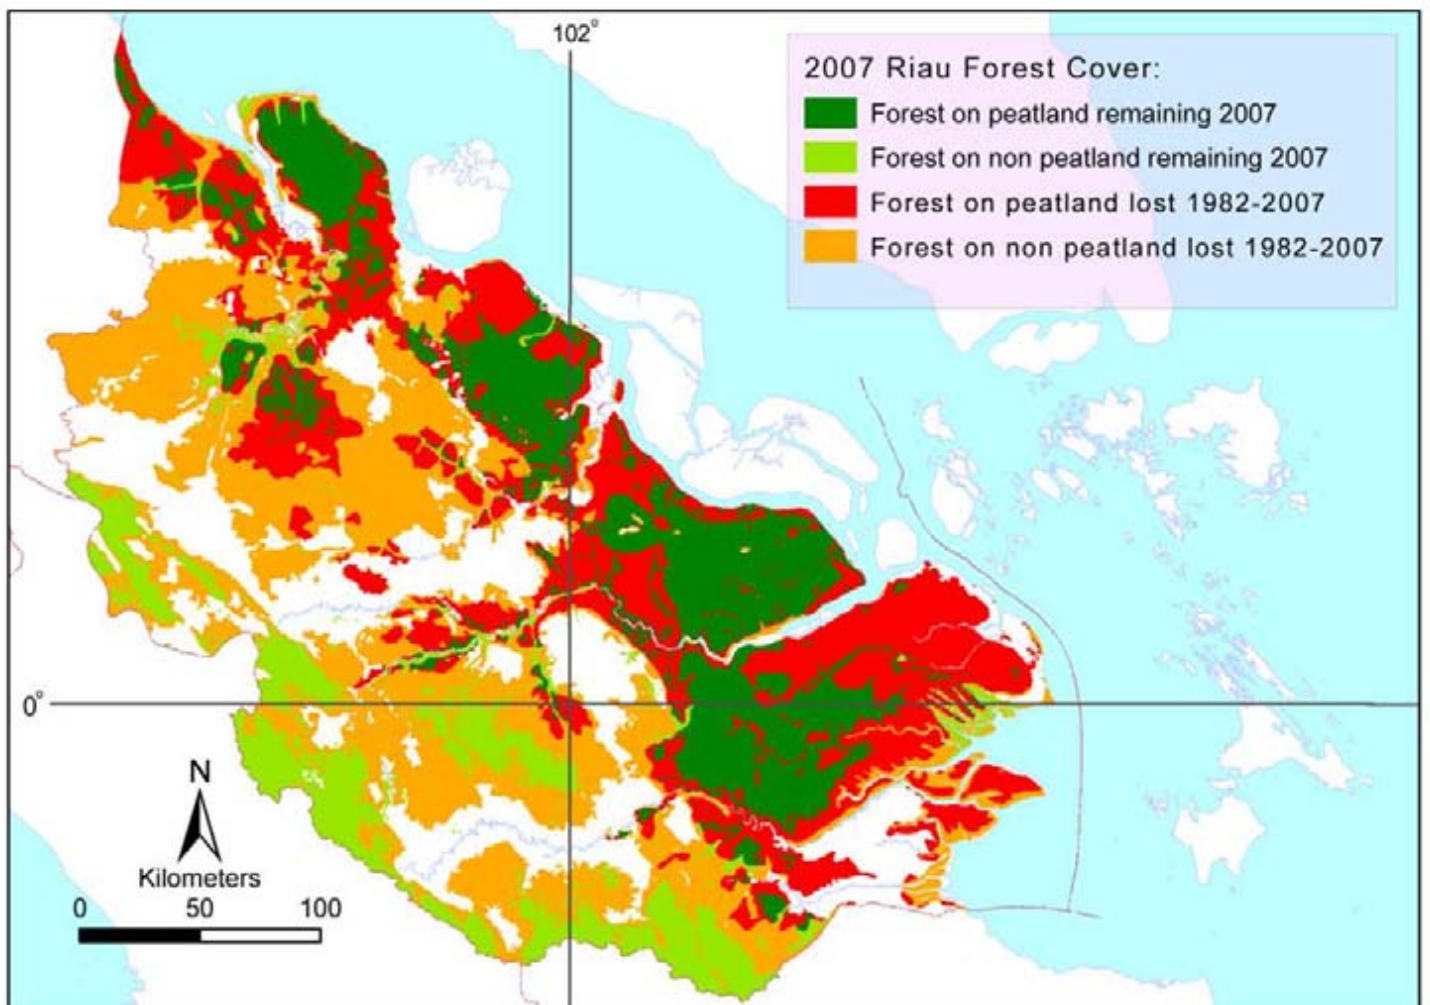 102°
2007 Riau Forest Cover:
Forest on peatland remaining 2007
Forest on non peatland remaining 2007
Forest on peatland lost 1982-2007
Forest on non peatland lost 1982-2007
0°
N
Kilometers
0 50 100